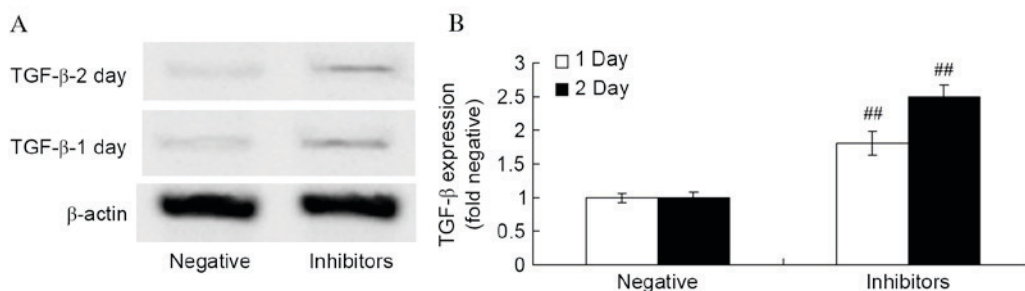 A
TGF-β-2 day
TGF-β-1 day
β-actin
Negative
Inhibitors
B
TGF-β expression
(fold negative)
3
2.5
2
1.5
1
0.5
0
1 Day
2 Day
##
##
Negative
Inhibitors